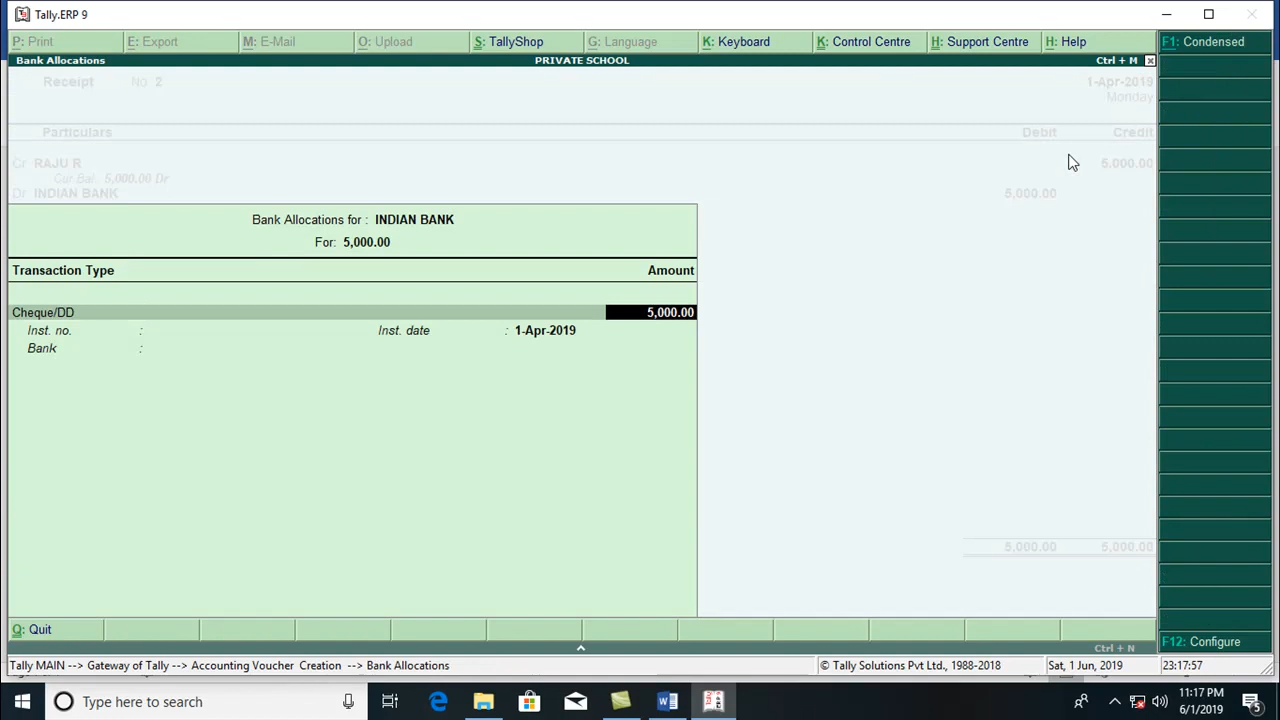 Tally.ERP 9
P: Print E: Export M: E-Mail O: Upload S: TallyShop G: Language K: Keyboard K: Control Centre H: Support Centre H: Help F1: Condensed
Bank Allocations PRIVATE SCHOOL Ctrl + M
Receipt No 2 1-Apr-2019
Monday
Particulars Debit Credit
Cr RAJU R 5,000.00
Cur Bal: 5,000.00 Dr
Dr INDIAN BANK 5,000.00
Bank Allocations for : INDIAN BANK
For: 5,000.00
Transaction Type Amount
Cheque/DD 5,000.00
Inst. no. : Inst. date : 1-Apr-2019
Bank :
5,000.00 5,000.00
Q: Quit
F12: Configure
Ctrl + N
Tally MAIN --> Gateway of Tally --> Accounting Voucher Creation --> Bank Allocations © Tally Solutions Pvt Ltd., 1988-2018 Sat, 1 Jun, 2019 23:17:57
Type here to search 11:17 PM
6/1/2019 5